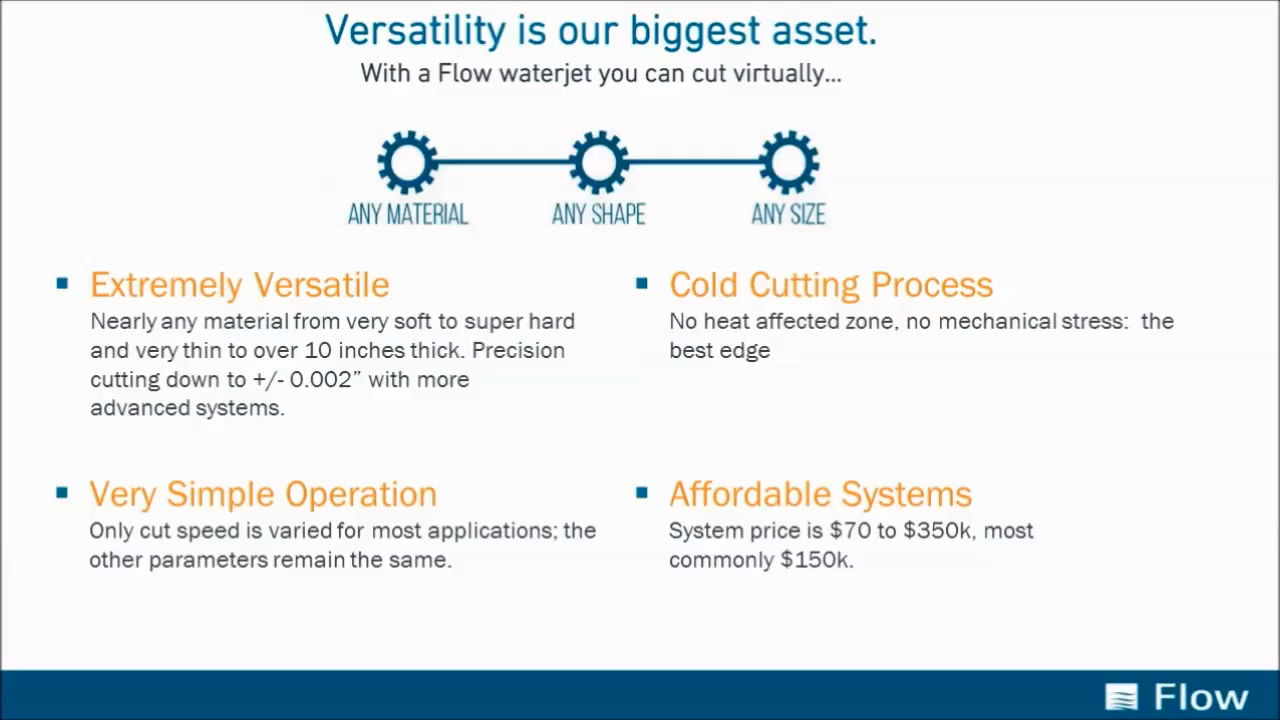 Versatility is our biggest asset.
With a Flow waterjet you can cut virtually...
ANY MATERIAL
ANY SHAPE
ANY SIZE
Extremely Versatile
Nearly any material from very soft to super hard
and very thin to over 10 inches thick. Precision
cutting down to +/- 0.002” with more
advanced systems.
Cold Cutting Process
No heat affected zone, no mechanical stress: the
best edge
Very Simple Operation
Only cut speed is varied for most applications; the
other parameters remain the same.
Affordable Systems
System price is $70 to $350k, most
commonly $150k.
Flow